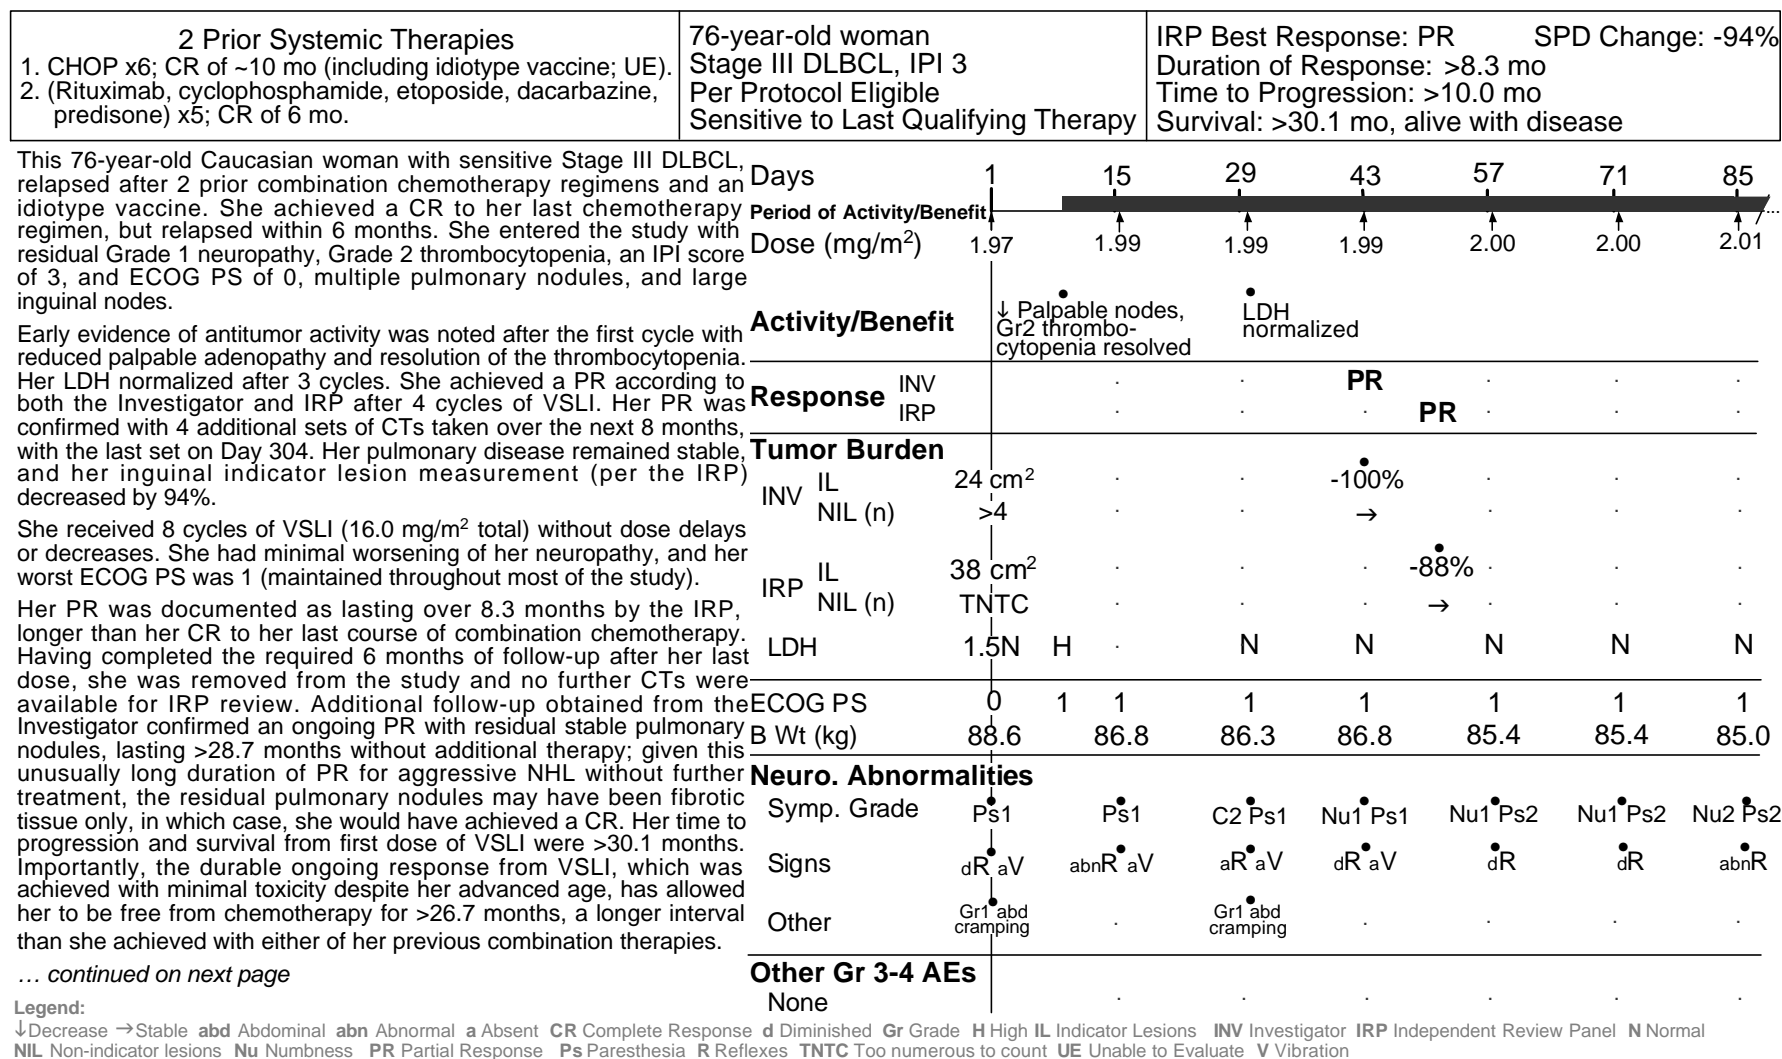 2 Prior Systemic Therapies
1. CHOP x6; CR of ~10 mo (including idiotype vaccine; UE).
2. (Rituximab, cyclophosphamide, etoposide, dacarbazine,
predisone) x5; CR of 6 mo.
76-year-old woman
Stage III DLBCL, IPI 3
Per Protocol Eligible
Sensitive to Last Qualifying Therapy
IRP Best Response: PR SPD Change: -94%
Duration of Response: >8.3 mo
Time to Progression: >10.0 mo
Survival: >30.1 mo, alive with disease
This 76-year-old Caucasian woman with sensitive Stage III DLBCL,
relapsed after 2 prior combination chemotherapy regimens and an
idiotype vaccine. She achieved a CR to her last chemotherapy
regimen, but relapsed within 6 months. She entered the study with
residual Grade 1 neuropathy, Grade 2 thrombocytopenia, an IPI score
of 3, and ECOG PS of 0, multiple pulmonary nodules, and large
inguinal nodes.
Early evidence of antitumor activity was noted after the first cycle with
reduced palpable adenopathy and resolution of the thrombocytopenia.
Her LDH normalized after 3 cycles. She achieved a PR according to
both the Investigator and IRP after 4 cycles of VSLI. Her PR was
confirmed with 4 additional sets of CTs taken over the next 8 months,
with the last set on Day 304. Her pulmonary disease remained stable,
and her inguinal indicator lesion measurement (per the IRP)
decreased by 94%.
She received 8 cycles of VSLI (16.0 mg/m² total) without dose delays
or decreases. She had minimal worsening of her neuropathy, and her
worst ECOG PS was 1 (maintained throughout most of the study).
Her PR was documented as lasting over 8.3 months by the IRP,
longer than her CR to her last course of combination chemotherapy.
Having completed the required 6 months of follow-up after her last
dose, she was removed from the study and no further CTs were
available for IRP review. Additional follow-up obtained from the
Investigator confirmed an ongoing PR with residual stable pulmonary
nodules, lasting >28.7 months without additional therapy; given this
unusually long duration of PR for aggressive NHL without further
treatment, the residual pulmonary nodules may have been fibrotic
tissue only, in which case, she would have achieved a CR. Her time to
progression and survival from first dose of VSLI were >30.1 months.
Importantly, the durable ongoing response from VSLI, which was
achieved with minimal toxicity despite her advanced age, has allowed
her to be free from chemotherapy for >26.7 months, a longer interval
than she achieved with either of her previous combination therapies.
… continued on next page
Days 1 15 29 43 57 71 85
Period of Activity/Benefit ...
Dose (mg/m²) 1.97 1.99 1.99 1.99 2.00 2.00 2.01
Activity/Benefit
↓ Palpable nodes,
Gr2 thrombo-
cytopenia resolved
LDH
normalized
Response
INV PR
IRP PR
Tumor Burden
INV IL 24 cm² -100%
NIL (n) >4 →
IRP IL 38 cm² -88%
NIL (n) TNTC →
LDH 1.5N H N N N N N
ECOG PS 0 1 1 1 1 1 1 1
B Wt (kg) 88.6 86.8 86.3 86.8 85.4 85.4 85.0
Neuro. Abnormalities
Symp. Grade Ps1 Ps1 C2 Ps1 Nu1 Ps1 Nu1 Ps2 Nu1 Ps2 Nu2 Ps2
Signs dR aV abnR aV aR aV dR aV dR dR abnR
Other Gr1 abd cramping Gr1 abd cramping
Other Gr 3-4 AEs
None
Legend:
↓Decrease →Stable abd Abdominal abn Abnormal a Absent CR Complete Response d Diminished Gr Grade H High IL Indicator Lesions INV Investigator IRP Independent Review Panel N Normal
NIL Non-indicator lesions Nu Numbness PR Partial Response Ps Paresthesia R Reflexes TNTC Too numerous to count UE Unable to Evaluate V Vibration